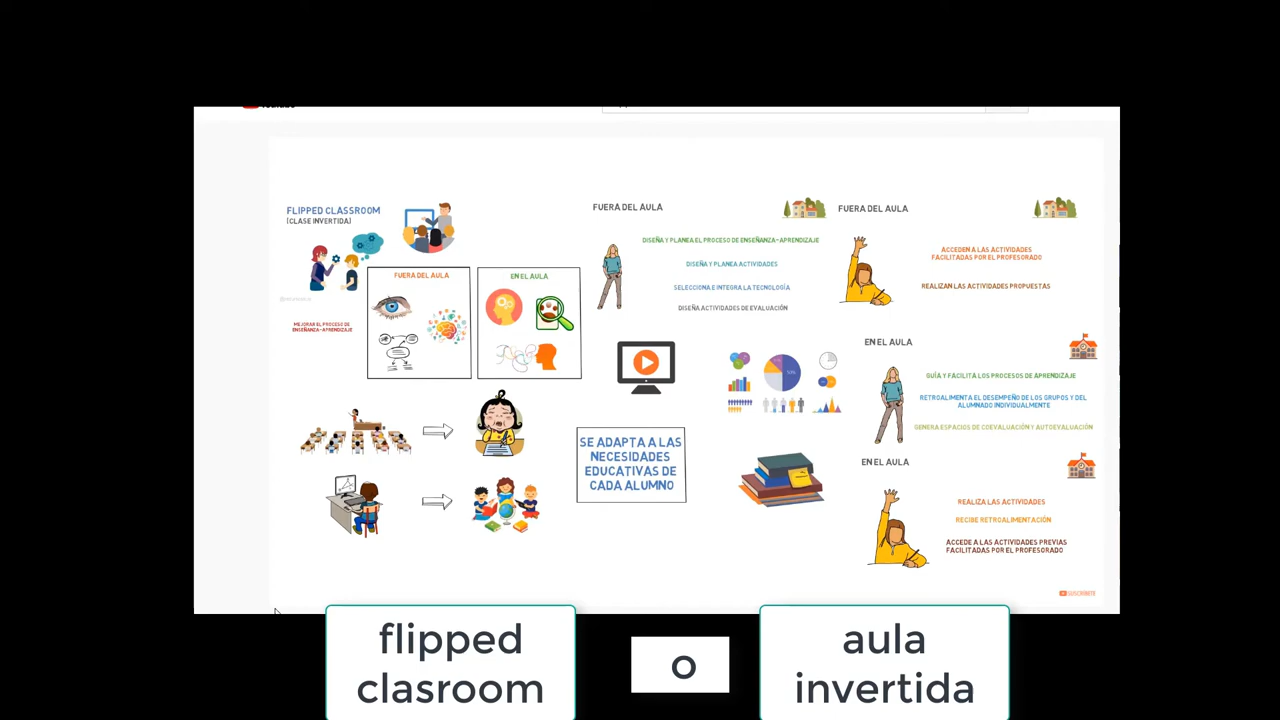 FLIPPED CLASSROOM
(CLASE INVERTIDA)
MEJORAR EL PROCESO DE
ENSEÑANZA-APRENDIZAJE
FUERA DEL AULA
EN EL AULA
SE ADAPTA A LAS
NECESIDADES
EDUCATIVAS DE
CADA ALUMNO
FUERA DEL AULA
DISEÑA Y PLANEA EL PROCESO DE ENSEÑANZA-APRENDIZAJE
DISEÑA Y PLANEA ACTIVIDADES
SELECCIONA E INTEGRA LA TECNOLOGÍA
DISEÑA ACTIVIDADES DE EVALUACIÓN
FUERA DEL AULA
ACCEDEN A LAS ACTIVIDADES
FACILITADAS POR EL PROFESORADO
REALIZAN LAS ACTIVIDADES PROPUESTAS
EN EL AULA
GUÍA Y FACILITA LOS PROCESOS DE APRENDIZAJE
RETROALIMENTA EL DESEMPEÑO DE LOS GRUPOS Y DEL
ALUMNADO INDIVIDUALMENTE
GENERA ESPACIOS DE COEVALUACIÓN Y AUTOEVALUACIÓN
EN EL AULA
REALIZA LAS ACTIVIDADES
RECIBE RETROALIMENTACIÓN
ACCEDE A LAS ACTIVIDADES PREVIAS
FACILITADAS POR EL PROFESORADO
SUSCRÍBETE
flipped
clasroom
o
aula
invertida